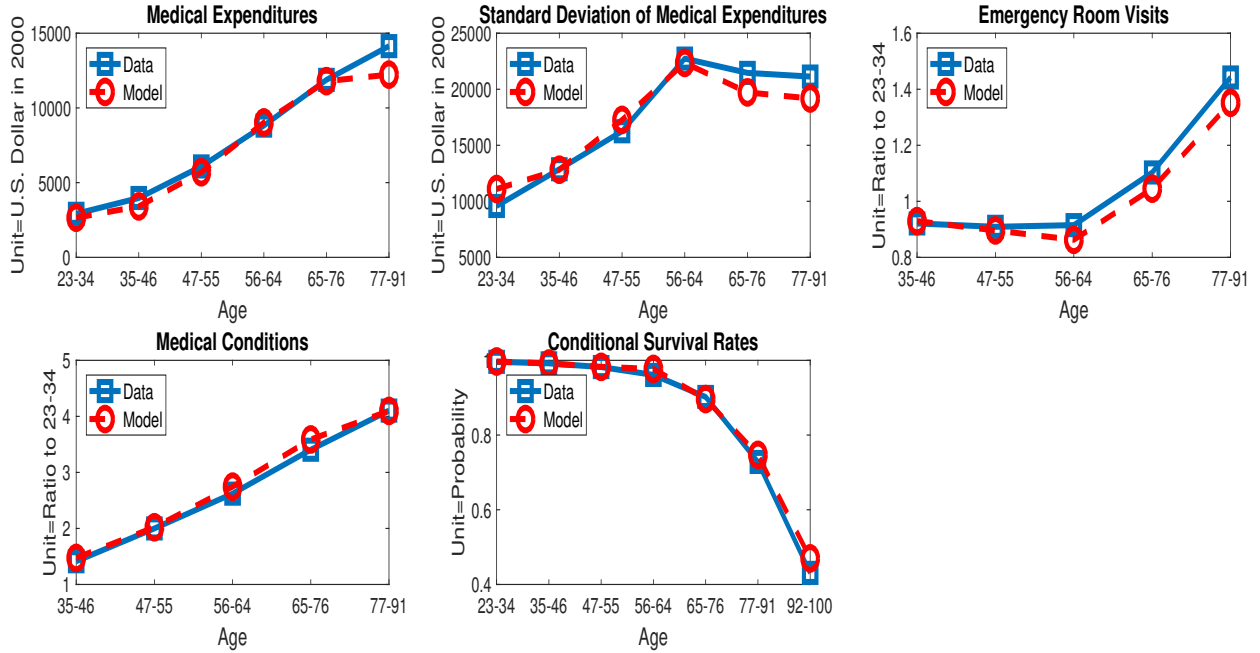 Medical Expenditures
Unit=U.S. Dollar in 2000
15000
10000
5000
0
Data
Model
23-34 35-46 47-55 56-64 65-76 77-91
Age
Standard Deviation of Medical Expenditures
Unit=U.S. Dollar in 2000
25000
20000
15000
10000
5000
Data
Model
23-34 35-46 47-55 56-64 65-76 77-91
Age
Emergency Room Visits
Unit=Ratio to 23-34
1.6
1.4
1.2
1
0.8
Data
Model
35-46 47-55 56-64 65-76 77-91
Age
Medical Conditions
Unit=Ratio to 23-34
5
4
3
2
1
Data
Model
35-46 47-55 56-64 65-76 77-91
Age
Conditional Survival Rates
Unit=Probability
1
0.8
0.6
0.4
Data
Model
23-34 35-46 47-55 56-64 65-76 77-91 92-100
Age